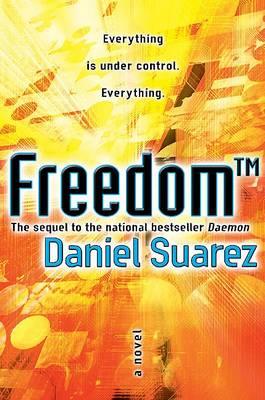 Everything
is under control.
Everything.
Freedom™
The sequel to the national bestseller Daemon
Daniel Suarez
a novel